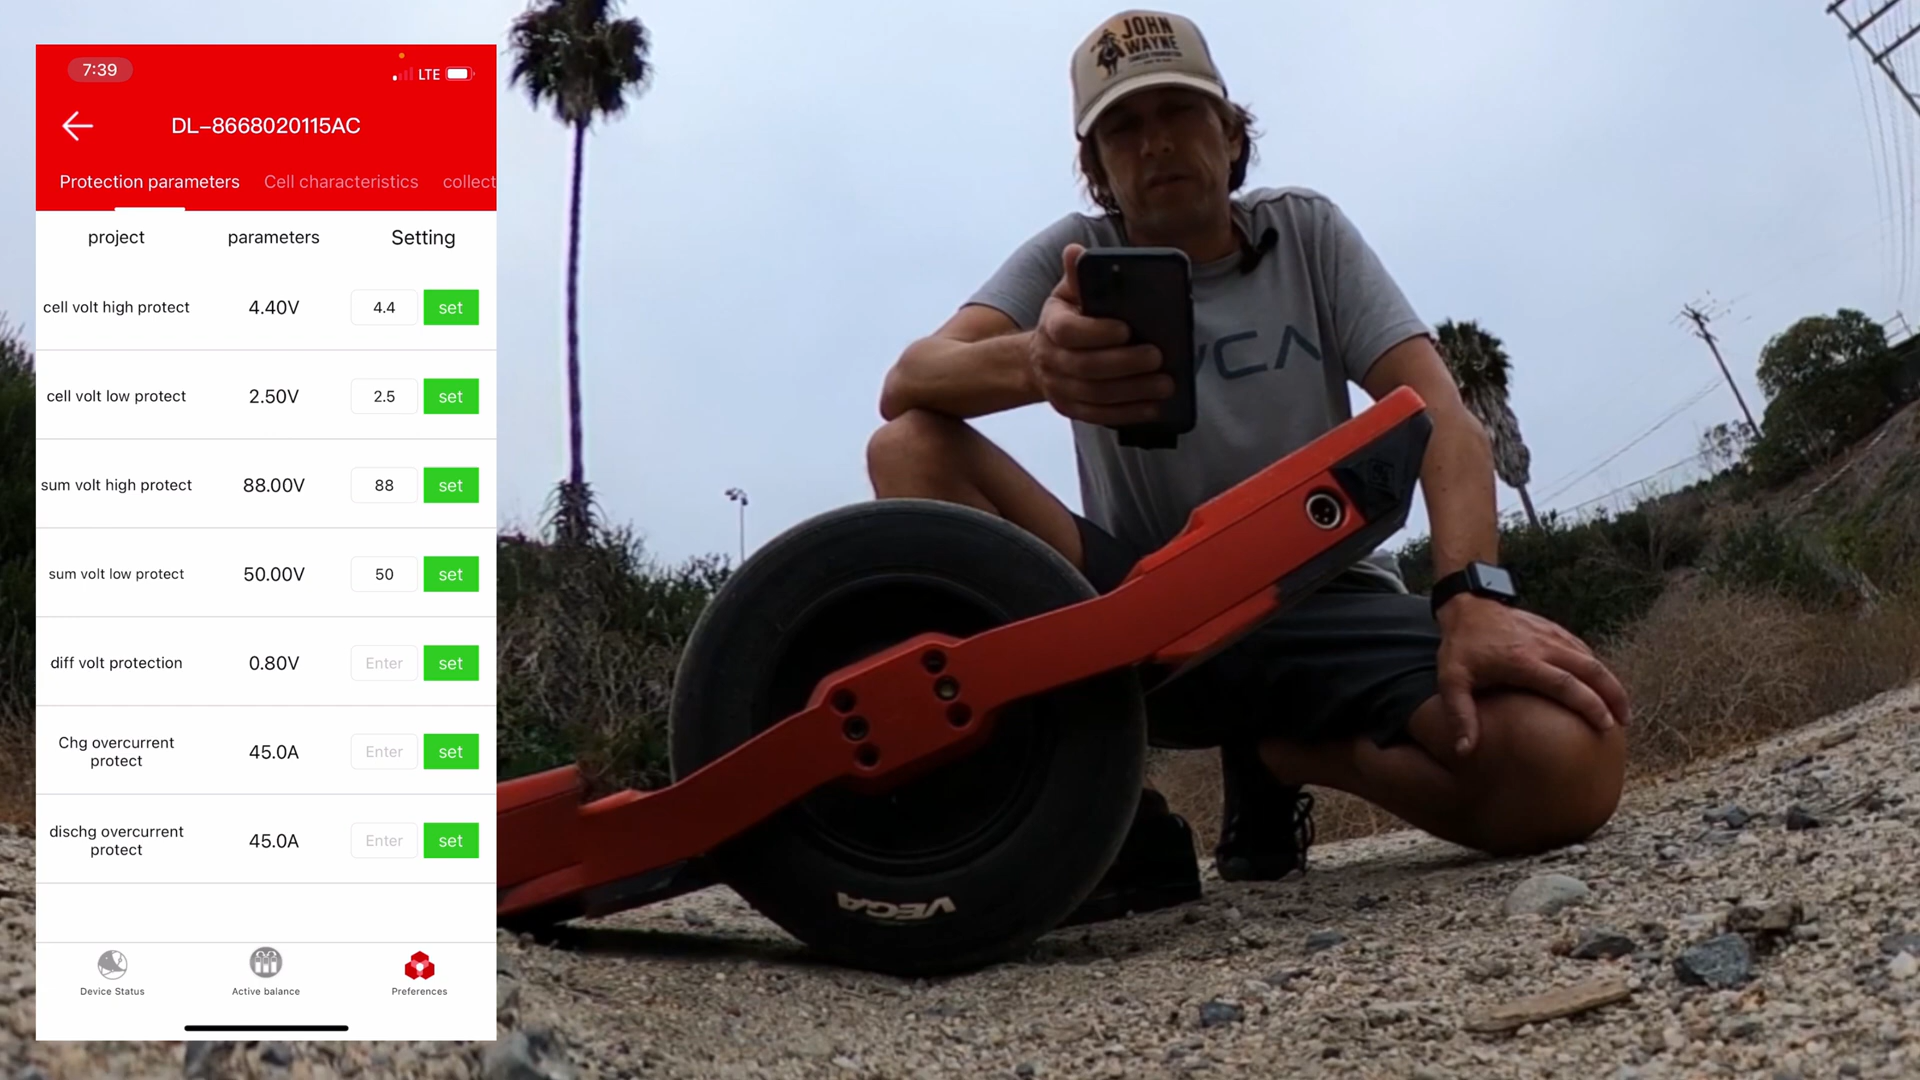 7:39
LTE
DL-8668020115AC
Protection parameters Cell characteristics collect
project parameters Setting
cell volt high protect 4.40V 4.4 set
cell volt low protect 2.50V 2.5 set
sum volt high protect 88.00V 88 set
sum volt low protect 50.00V 50 set
diff volt protection 0.80V Enter set
Chg overcurrent
protect 45.0A Enter set
dischg overcurrent
protect 45.0A Enter set
Device Status Active balance Preferences
JOHN
WAYNE
VEGA